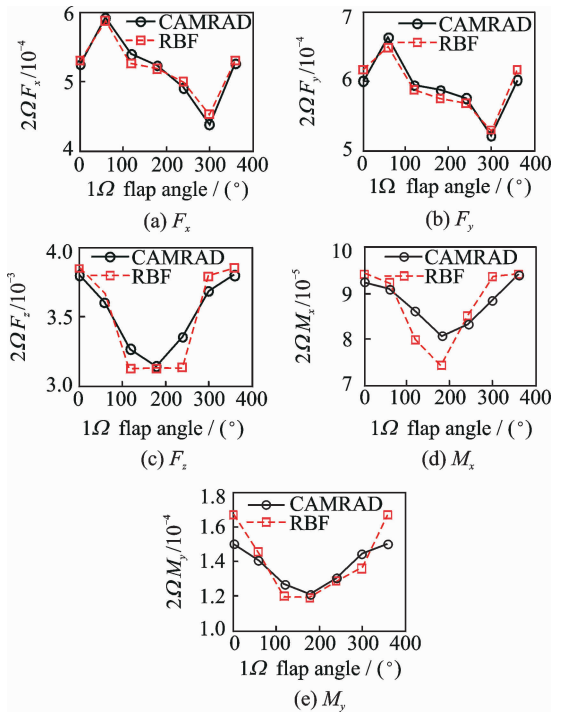 6
5
4
2ΩFx/10⁻⁴
CAMRAD
RBF
0 100 200 300 400
1Ω flap angle / (°)
(a) Fx
7
6
5
2ΩFy/10⁻⁴
CAMRAD
RBF
0 100 200 300 400
1Ω flap angle / (°)
(b) Fy
4.0
3.5
3.0
2ΩFz/10⁻³
CAMRAD
RBF
0 100 200 300 400
1Ω flap angle / (°)
(c) Fz
10
9
8
7
2ΩMx/10⁻⁵
CAMRAD
RBF
0 100 200 300 400
1Ω flap angle / (°)
(d) Mx
1.8
1.6
1.4
1.2
1.0
2ΩMy/10⁻⁴
CAMRAD
RBF
0 100 200 300 400
1Ω flap angle / (°)
(e) My